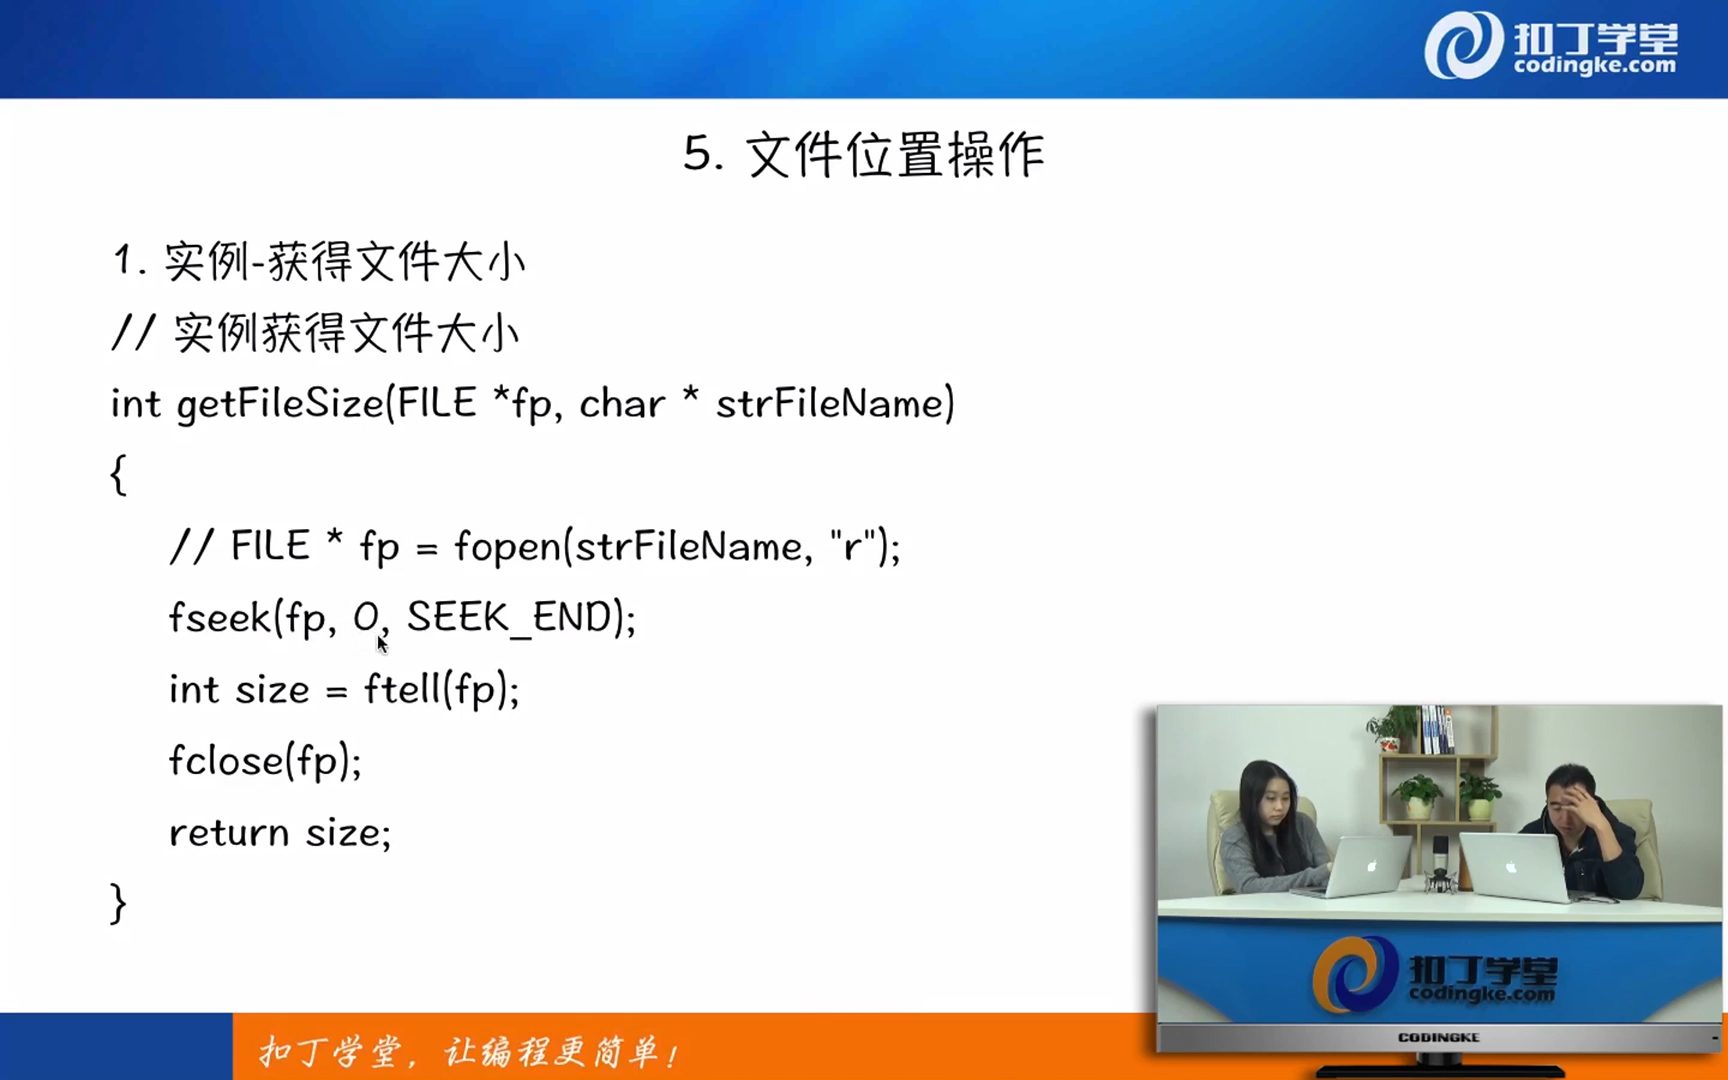 扣丁学堂
codingke.com
5. 文件位置操作
1. 实例-获得文件大小
// 实例获得文件大小
int getFileSize(FILE *fp, char * strFileName)
{
// FILE * fp = fopen(strFileName, "r");
fseek(fp, 0, SEEK_END);
int size = ftell(fp);
fclose(fp);
return size;
}
扣丁学堂
codingke.com
CODINGKE
扣丁学堂，让编程更简单！